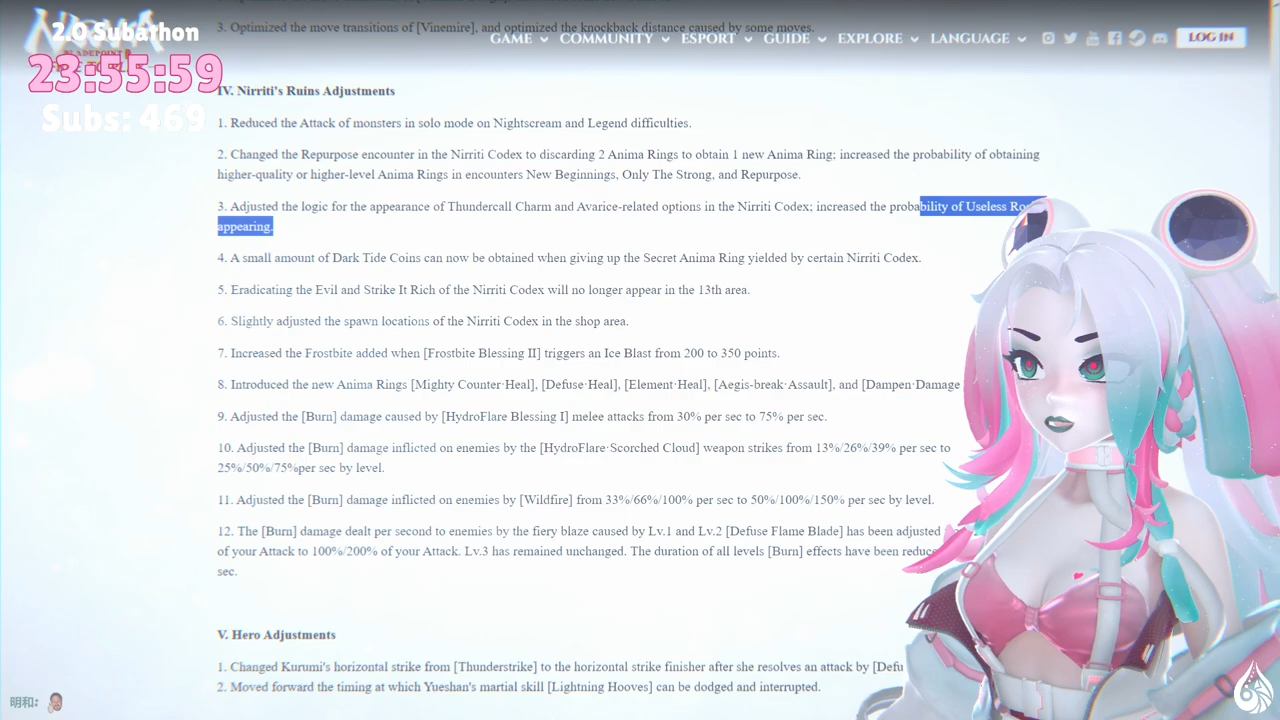 2.0 Subathon
23:55:59
Subs: 469
3. Optimized the move transitions of [Vinemire], and optimized the knockback distance caused by some moves.
GAME COMMUNITY ESPORT GUIDE EXPLORE LANGUAGE LOG IN
IV. Nirriti's Ruins Adjustments
1. Reduced the Attack of monsters in solo mode on Nightscream and Legend difficulties.
2. Changed the Repurpose encounter in the Nirriti Codex to discarding 2 Anima Rings to obtain 1 new Anima Ring; increased the probability of obtaining
higher-quality or higher-level Anima Rings in encounters New Beginnings, Only The Strong, and Repurpose.
3. Adjusted the logic for the appearance of Thundercall Charm and Avarice-related options in the Nirriti Codex; increased the probability of Useless
appearing.
4. A small amount of Dark Tide Coins can now be obtained when giving up the Secret Anima Ring yielded by certain Nirriti Codex.
5. Eradicating the Evil and Strike It Rich of the Nirriti Codex will no longer appear in the 13th area.
6. Slightly adjusted the spawn locations of the Nirriti Codex in the shop area.
7. Increased the Frostbite added when [Frostbite Blessing II] triggers an Ice Blast from 200 to 350 points.
8. Introduced the new Anima Rings [Mighty Counter·Heal], [Defuse·Heal], [Element·Heal], [Aegis-break·Assault], and [Dampen·Damage
9. Adjusted the [Burn] damage caused by [HydroFlare Blessing I] melee attacks from 30% per sec to 75% per sec.
10. Adjusted the [Burn] damage inflicted on enemies by the [HydroFlare·Scorched Cloud] weapon strikes from 13%/26%/39% per sec to
25%/50%/75%per sec by level.
11. Adjusted the [Burn] damage inflicted on enemies by [Wildfire] from 33%/66%/100% per sec to 50%/100%/150% per sec by level.
12. The [Burn] damage dealt per second to enemies by the fiery blaze caused by Lv.1 and Lv.2 [Defuse Flame Blade] has been adjusted
of your Attack to 100%/200% of your Attack. Lv.3 has remained unchanged. The duration of all levels [Burn] effects have been
sec.
V. Hero Adjustments
1. Changed Kurumi's horizontal strike from [Thunderstrike] to the horizontal strike finisher after she resolves an attack by [Defu
2. Moved forward the timing at which Yueshan's martial skill [Lightning Hooves] can be dodged and interrupted.
明和: